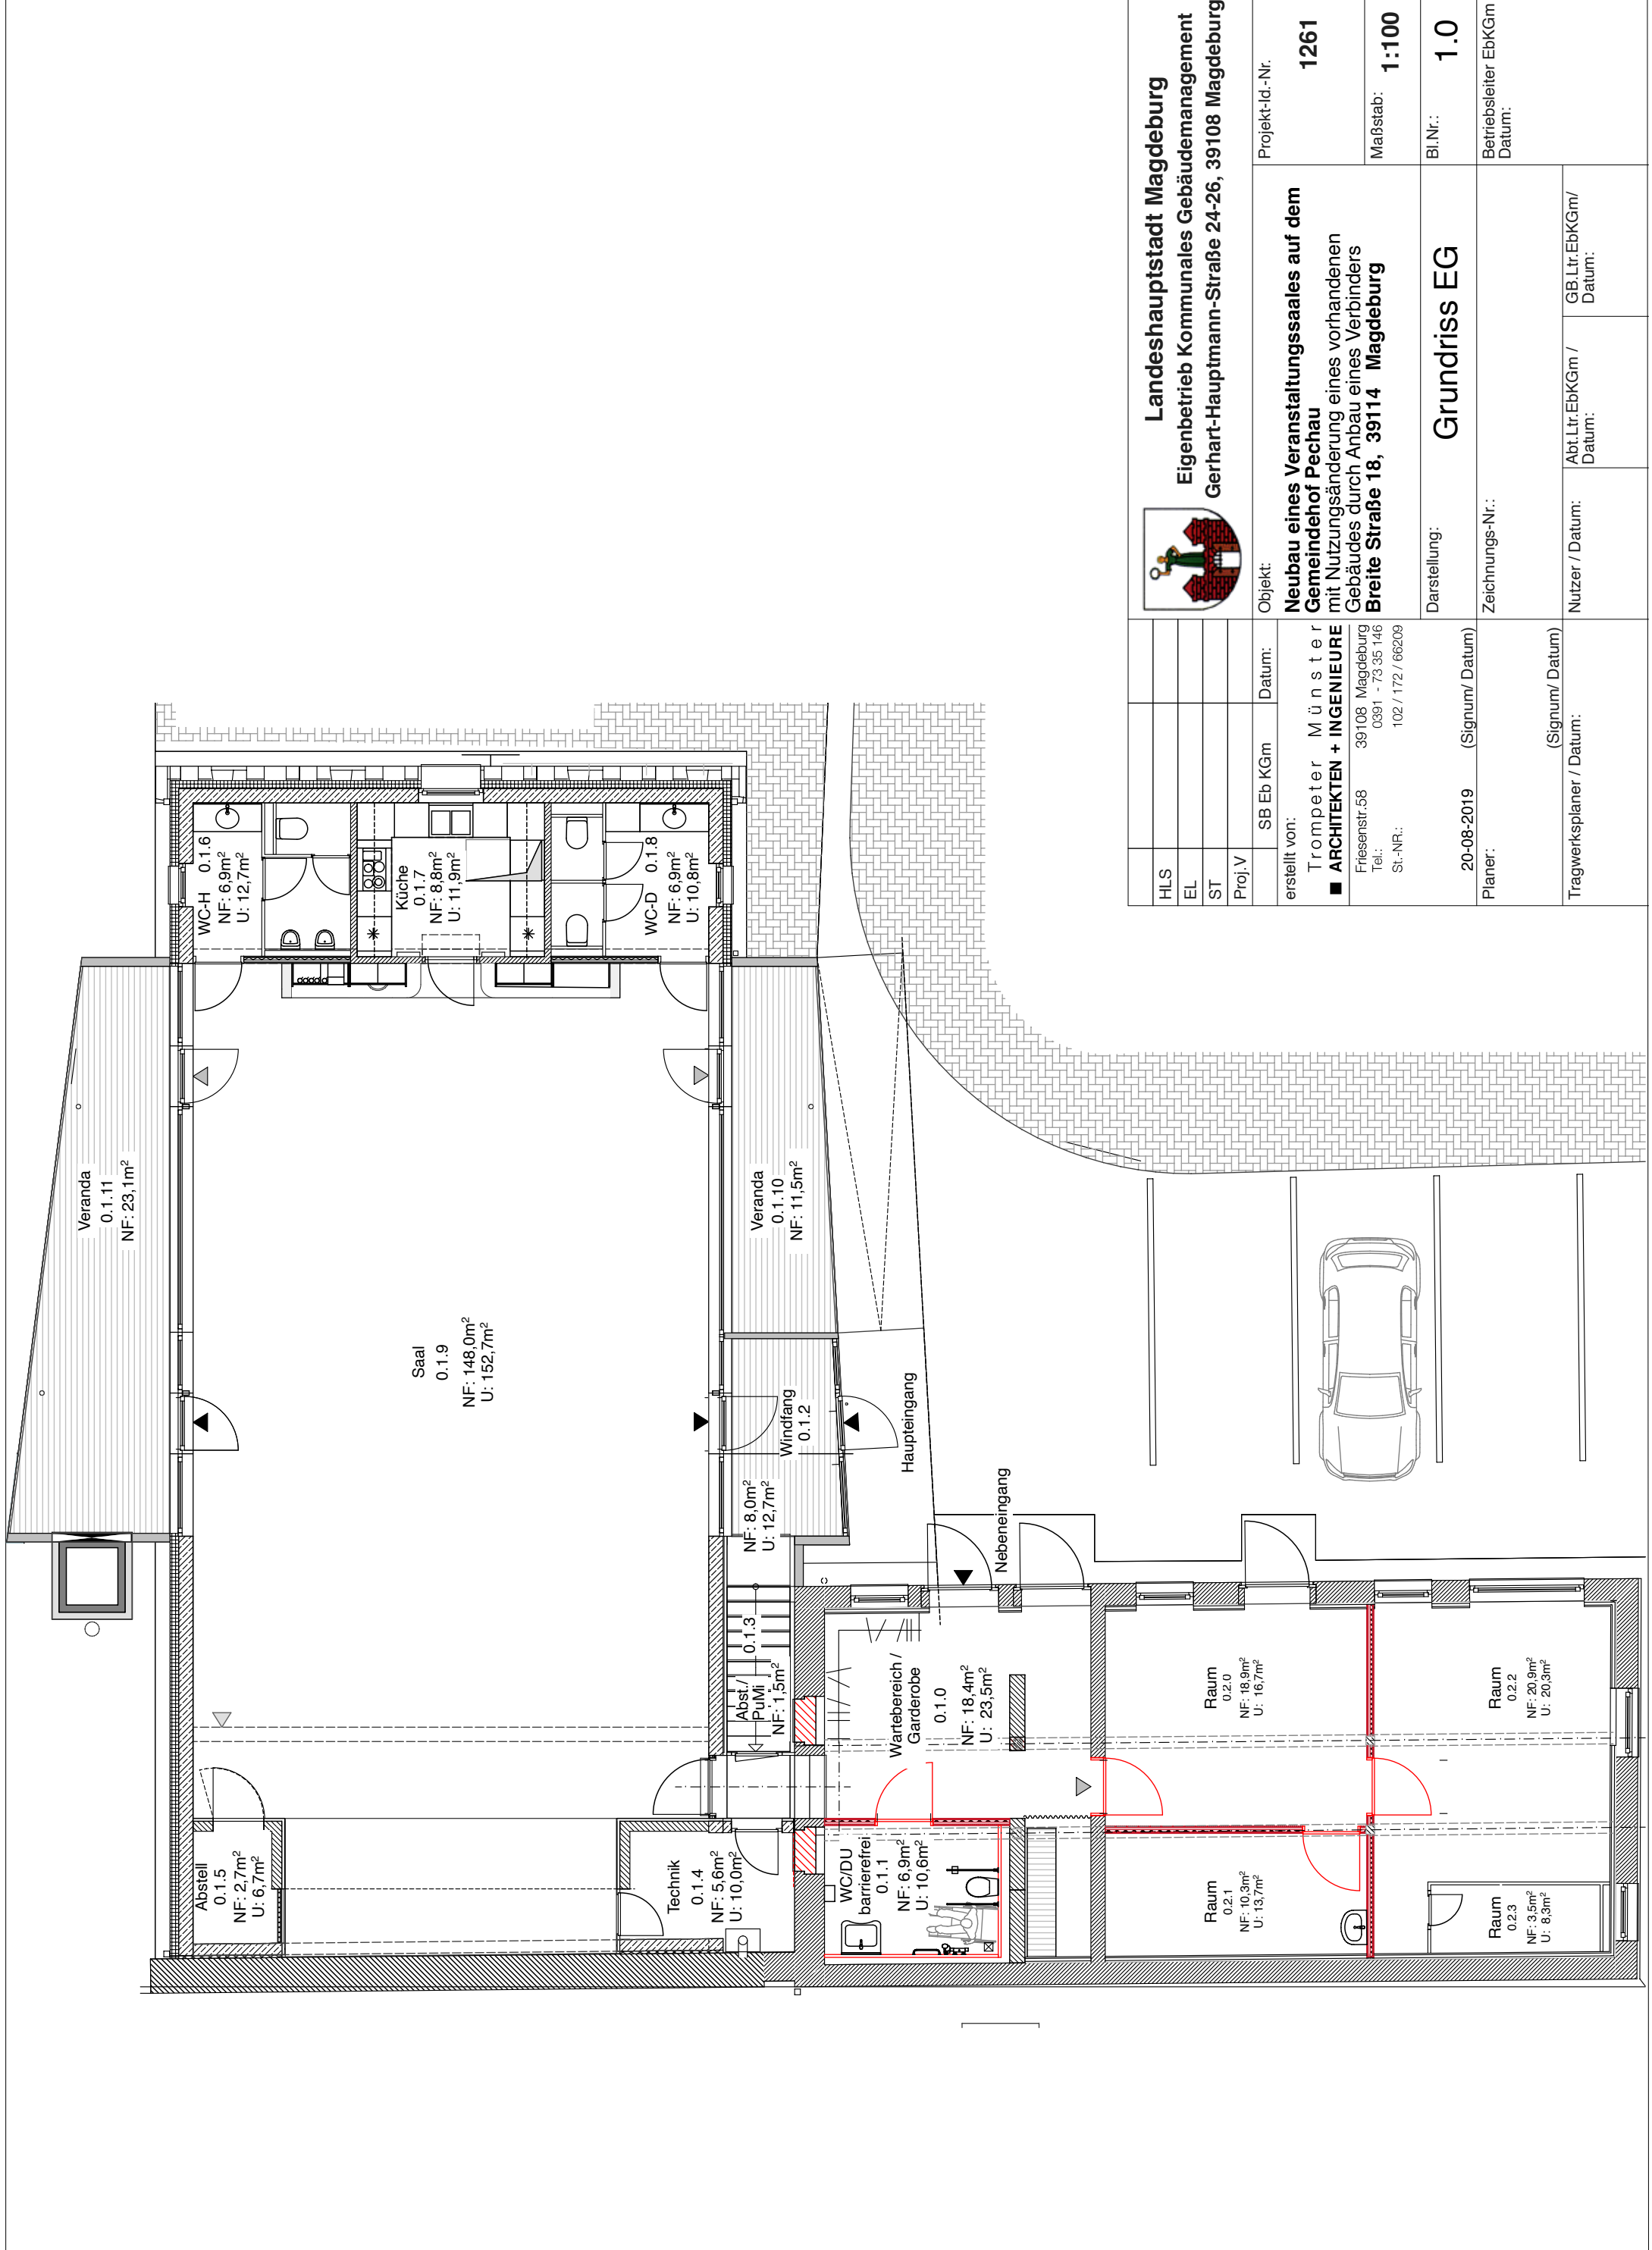 Veranda
0.1.11
NF: 23,1m²
WC-H 0.1.6
NF: 6,9m²
U: 12,7m²
Küche
0.1.7
NF: 8,8m²
U: 11,9m²
WC-D 0.1.8
NF: 6,9m²
U: 10,8m²
Saal
0.1.9
NF: 148,0m²
U: 152,7m²
Veranda
0.1.10
NF: 11,5m²
Windfang
0.1.2
NF: 8,0m²
U: 12,7m²
Haupteingang
Nebeneingang
Abst./
PuMi
0.1.3
NF: 1,5m²
Abstell
0.1.5
NF: 2,7m²
U: 6,7m²
Technik
0.1.4
NF: 5,6m²
U: 10,0m²
Wartebereich /
Garderobe
0.1.0
NF: 18,4m²
U: 23,5m²
WC/DU
barrierefrei
0.1.1
NF: 6,9m²
U: 10,6m²
Raum
0.2.0
NF: 18,9m²
U: 16,7m²
Raum
0.2.1
NF: 10,3m²
U: 13,7m²
Raum
0.2.2
NF: 20,9m²
U: 20,3m²
Raum
0.2.3
NF: 3,5m²
U: 8,3m²
Landeshauptstadt Magdeburg
Eigenbetrieb Kommunales Gebäudemanagement
Gerhart-Hauptmann-Straße 24-26, 39108 Magdeburg
HLS
EL
ST
Proj.V
SB Eb KGm
Datum:
erstellt von:
Trompeter Münster
■ ARCHITEKTEN + INGENIEURE
Friesenstr.58 39108 Magdeburg
Tel.: 0391 - 73 35 146
St.-NR.: 102 / 172 / 66209
20-08-2019 (Signum/ Datum)
Planer:
(Signum/ Datum)
Tragwerksplaner / Datum:
Objekt:
Neubau eines Veranstaltungssaales auf dem
Gemeindehof Pechau
mit Nutzungsänderung eines vorhandenen
Gebäudes durch Anbau eines Verbinders
Breite Straße 18, 39114 Magdeburg
Projekt-Id.-Nr.
1261
Maßstab:
1:100
Darstellung:
Grundriss EG
Bl.Nr.:
1.0
Zeichnungs-Nr.:
Betriebsleiter EbKGm
Datum:
Nutzer / Datum:
Abt.Ltr.EbKGm /
Datum:
GB.Ltr.EbKGm/
Datum: